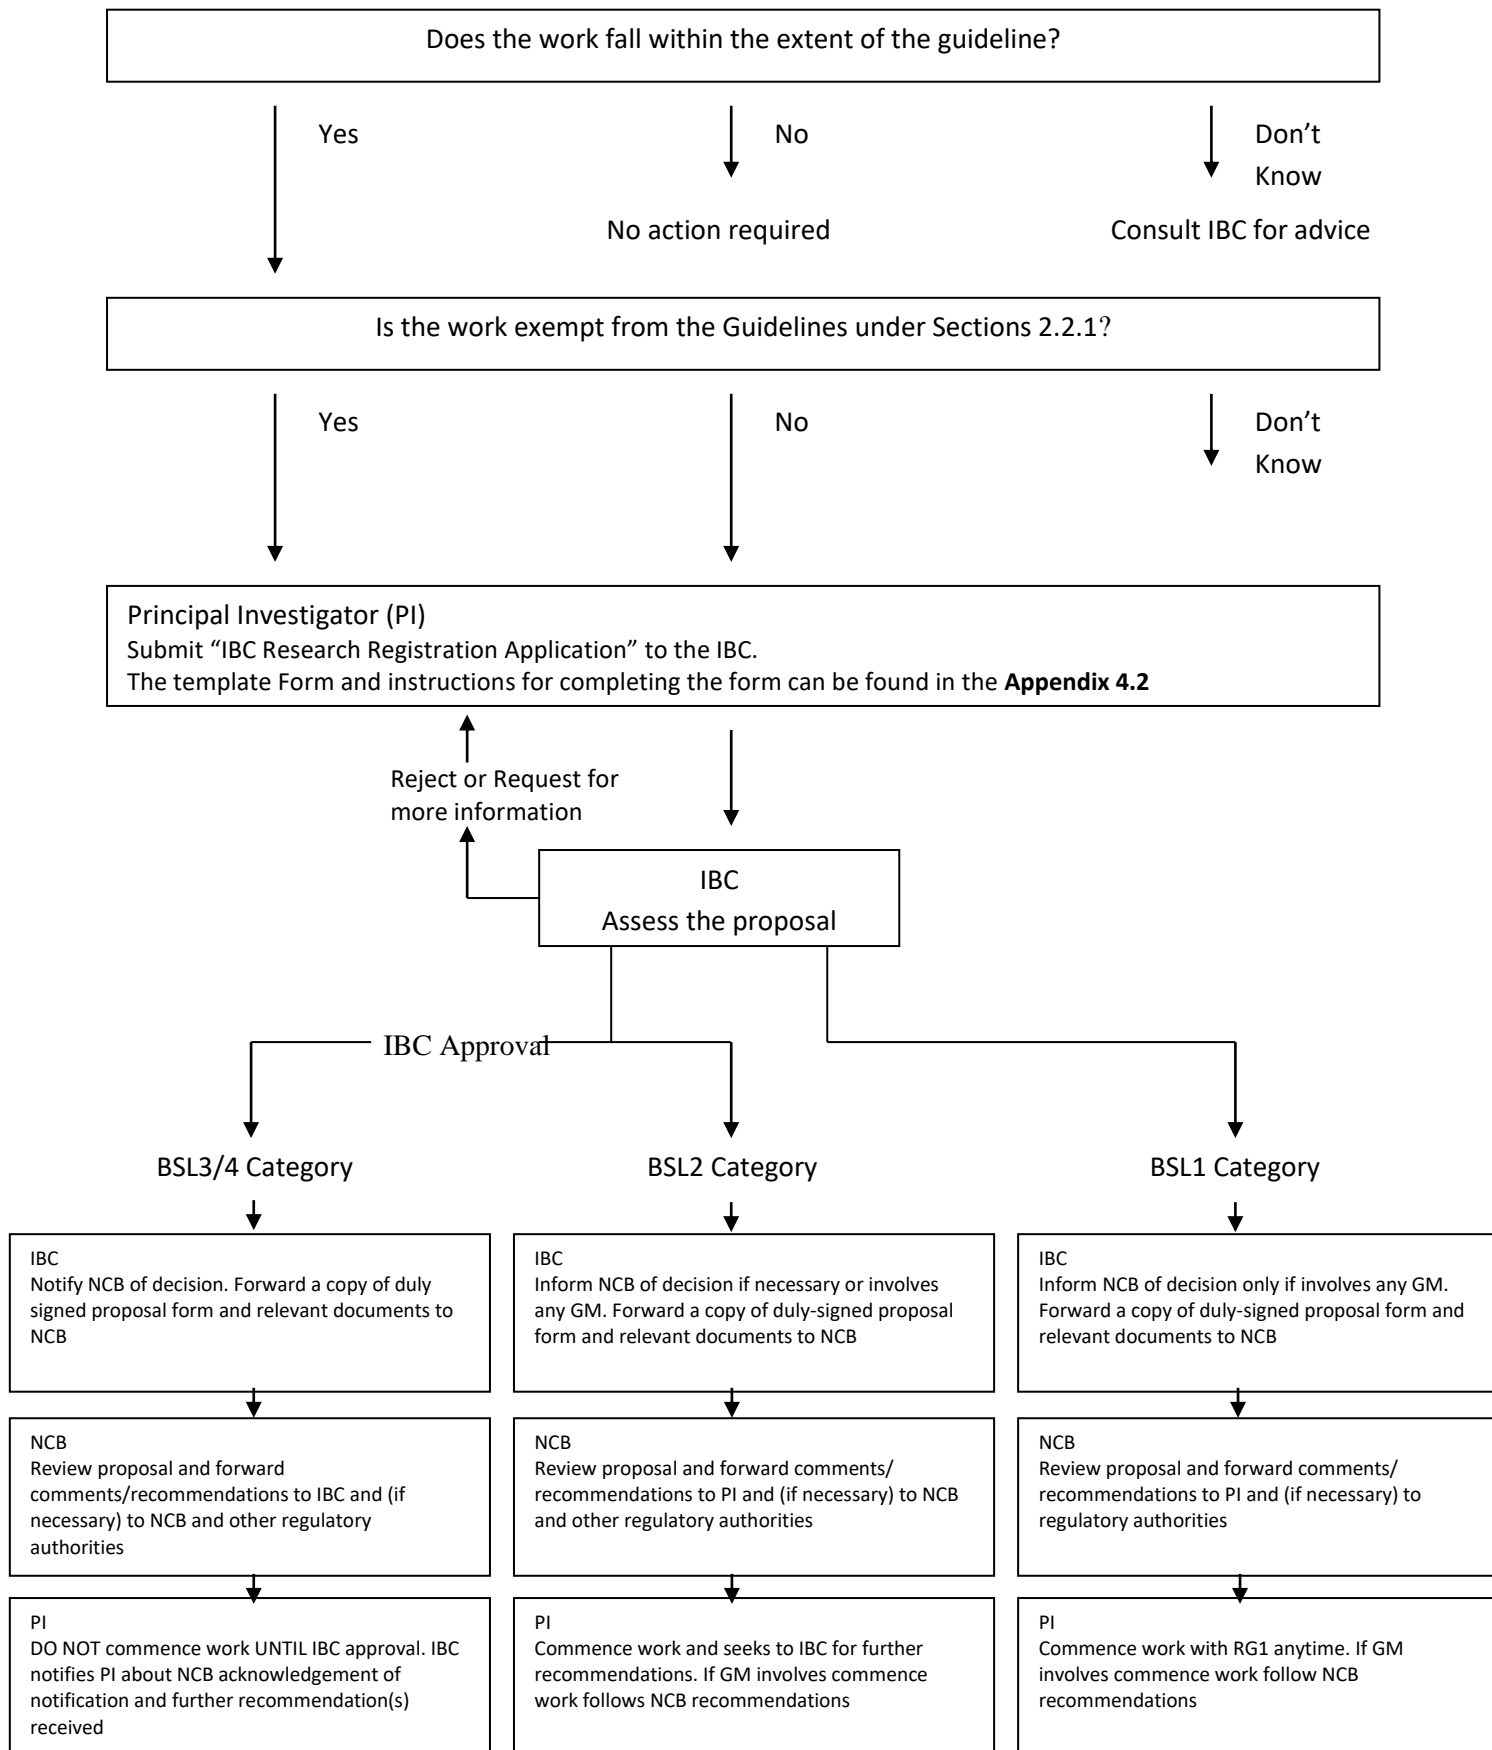 Does the work fall within the extent of the guideline?
Yes
No
Don’t
Know
No action required
Consult IBC for advice
Is the work exempt from the Guidelines under Sections 2.2.1?
Yes
No
Don’t
Know
Principal Investigator (PI)
Submit “IBC Research Registration Application” to the IBC.
The template Form and instructions for completing the form can be found in the Appendix 4.2
Reject or Request for
more information
IBC
Assess the proposal
IBC Approval
BSL3/4 Category
BSL2 Category
BSL1 Category
IBC
Notify NCB of decision. Forward a copy of duly
signed proposal form and relevant documents to
NCB
IBC
Inform NCB of decision if necessary or involves
any GM. Forward a copy of duly-signed proposal
form and relevant documents to NCB
IBC
Inform NCB of decision only if involves any GM.
Forward a copy of duly-signed proposal form and
relevant documents to NCB
NCB
Review proposal and forward
comments/recommendations to IBC and (if
necessary) to NCB and other regulatory
authorities
NCB
Review proposal and forward comments/
recommendations to PI and (if necessary) to NCB
and other regulatory authorities
NCB
Review proposal and forward comments/
recommendations to PI and (if necessary) to
regulatory authorities
PI
DO NOT commence work UNTIL IBC approval. IBC
notifies PI about NCB acknowledgement of
notification and further recommendation(s)
received
PI
Commence work and seeks to IBC for further
recommendations. If GM involves commence
work follows NCB recommendations
PI
Commence work with RG1 anytime. If GM
involves commence work follow NCB
recommendations